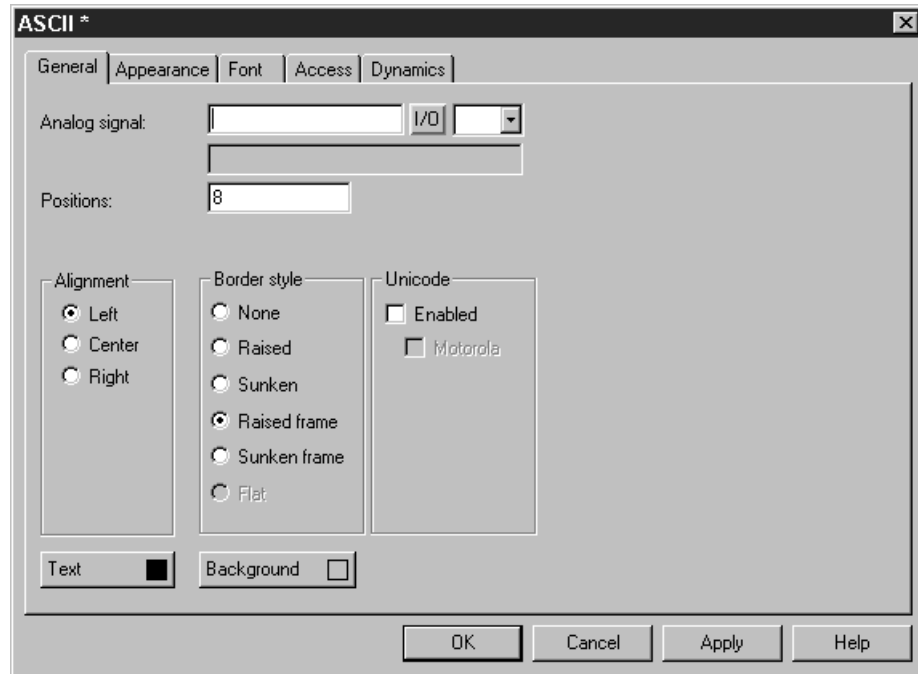 ASCII *
General Appearance Font Access Dynamics
Analog signal: I/O
Positions: 8
Alignment
Left
Center
Right
Border style
None
Raised
Sunken
Raised frame
Sunken frame
Flat
Unicode
Enabled
Motorola
Text Background
OK Cancel Apply Help